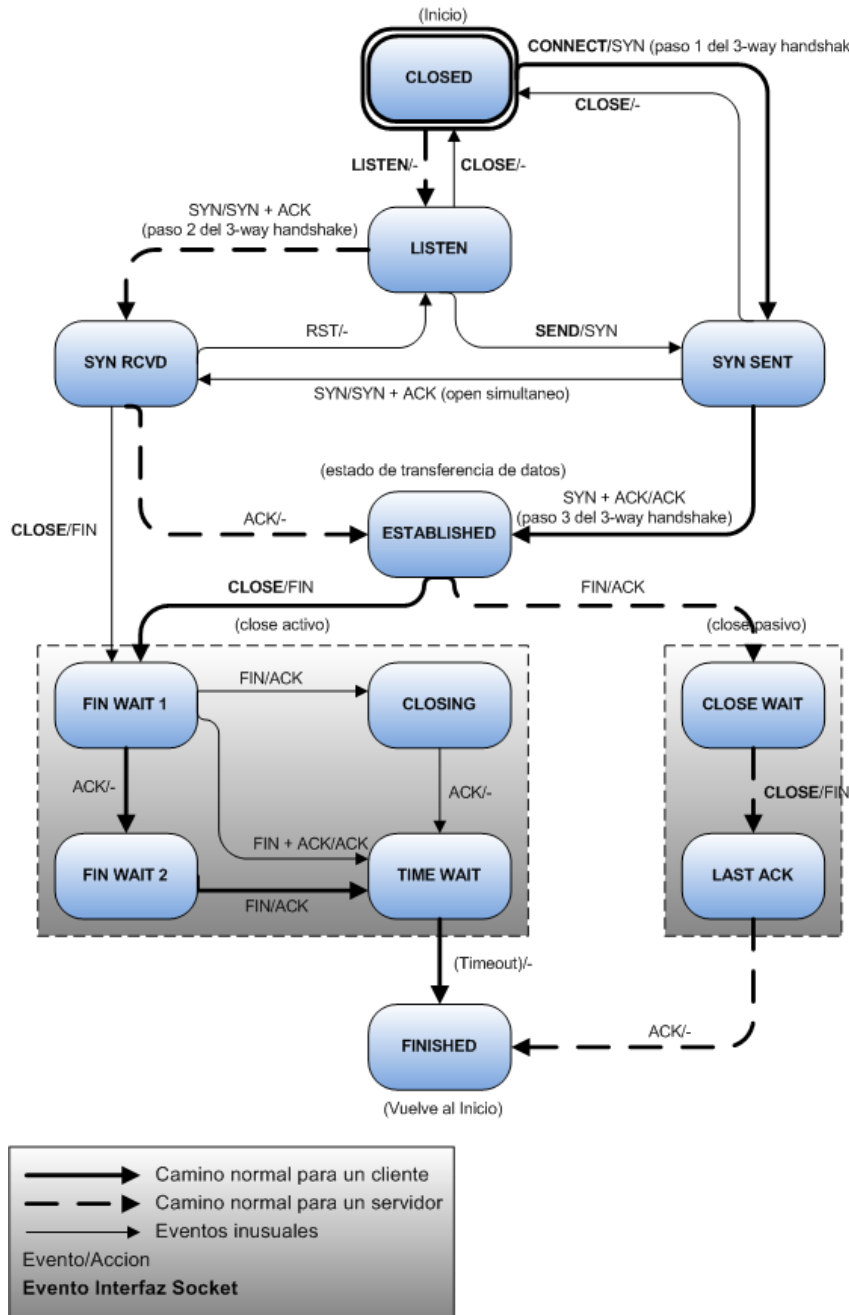 (Inicio)
CLOSED
CONNECT/SYN (paso 1 del 3-way handshake
CLOSE/-
LISTEN/-
CLOSE/-
SYN/SYN + ACK
(paso 2 del 3-way handshake)
LISTEN
SYN RCVD
RST/-
SEND/SYN
SYN SENT
SYN/SYN + ACK (open simultaneo)
(estado de transferencia de datos)
SYN + ACK/ACK
(paso 3 del 3-way handshake)
CLOSE/FIN
ACK/-
ESTABLISHED
CLOSE/FIN
FIN/ACK
(close activo)
(close pasivo)
FIN WAIT 1
FIN/ACK
CLOSING
CLOSE WAIT
ACK/-
ACK/-
CLOSE/FIN
FIN + ACK/ACK
FIN WAIT 2
TIME WAIT
LAST ACK
FIN/ACK
(Timeout)/-
FINISHED
ACK/-
(Vuelve al Inicio)
Camino normal para un cliente
Camino normal para un servidor
Eventos inusuales
Evento/Accion
Evento Interfaz Socket